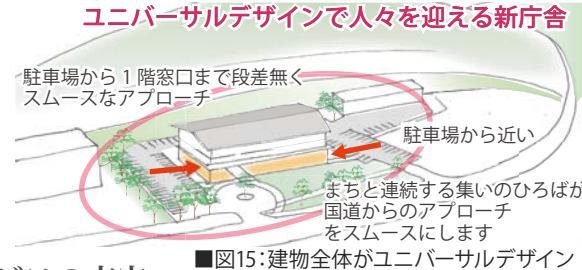 ユニバーサルデザインで人々を迎える新庁舎
駐車場から1階窓口まで段差無く
スムースなアプローチ
駐車場から近い
まちと連続する集いのひろばが
国道からのアプローチ
をスムースにします
■図15：建物全体がユニバーサルデザイン